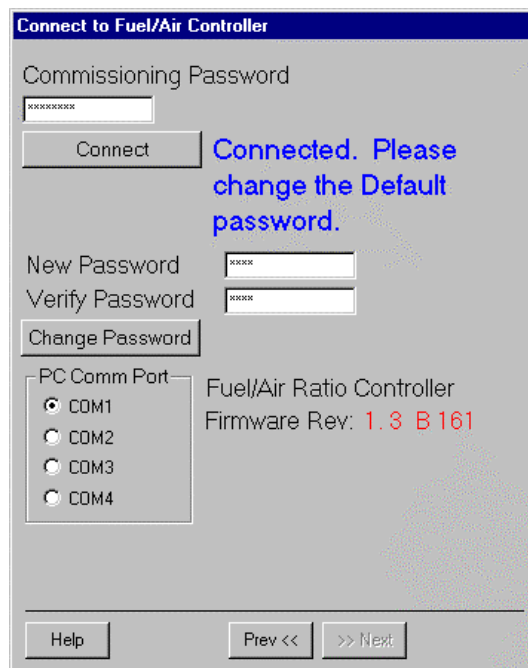 Connect to Fuel/Air Controller
Commissioning Password
********
Connect
Connected. Please
change the Default
password.
New Password
****
Verify Password
****
Change Password
PC Comm Port
COM1
COM2
COM3
COM4
Fuel/Air Ratio Controller
Firmware Rev: 1. 3 B 161
Help
Prev <<
>> Next